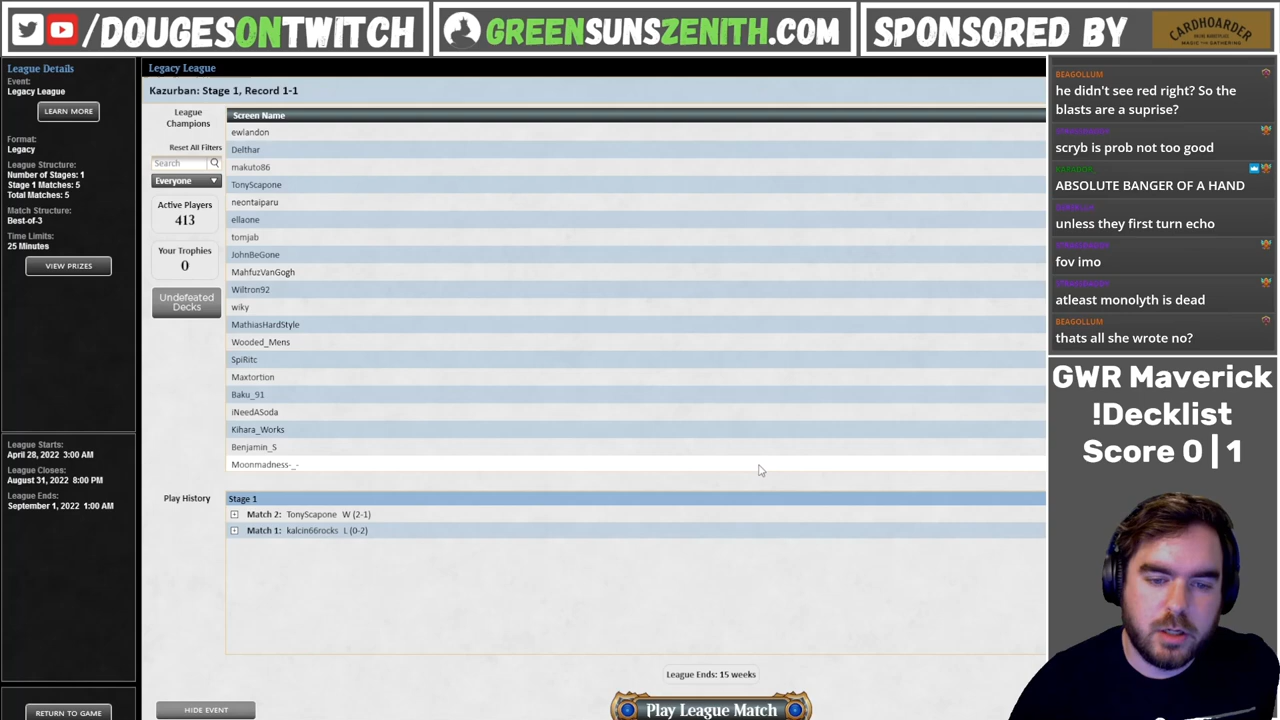 /DOUGESONTWITCH
GREENSUNSZENITH.COM
SPONSORED BY
CARDHOARDER
League Details
Event:
Legacy League
LEARN MORE
Format:
Legacy
League Structure:
Number of Stages: 1
Stage 1 Matches: 5
Total Matches: 5
Match Structure:
Best-of-3
Time Limits:
25 Minutes
VIEW PRIZES
League Starts:
April 28, 2022 3:00 AM
League Closes:
August 31, 2022 8:00 PM
League Ends:
September 1, 2022 1:00 AM
RETURN TO GAME
Legacy League
Kazurban: Stage 1, Record 1-1
League
Champions
Reset All Filters
Search
Everyone
Active Players
413
Your Trophies
0
Undefeated
Decks
Screen Name
ewlandon
Delthar
makuto86
TonyScapone
neontaiparu
ellaone
tomjab
JohnBeGone
MahfuzVanGogh
Wiltron92
wiky
MathiasHardStyle
Wooded_Mens
SpiRitc
Maxtortion
Baku_91
iNeedASoda
Kihara_Works
Benjamin_S
Moonmadness-_-
Play History
Stage 1
Match 2: TonyScapone W (2-1)
Match 1: kalcin66rocks L (0-2)
League Ends: 15 weeks
HIDE EVENT
Play League Match
BEAGOLLUM
he didn't see red right? So the
blasts are a suprise?
scryb is prob not too good
ABSOLUTE BANGER OF A HAND
unless they first turn echo
fov imo
atleast monolyth is dead
BEAGOLLUM
thats all she wrote no?
GWR Maverick
!Decklist
Score 0|1